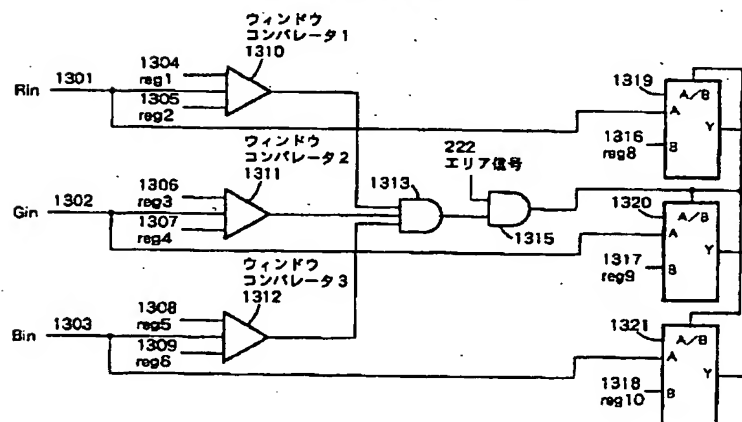 ウィンドウ
コンパレータ1
1310
1304
reg1
Rin
1301
1305
reg2
1319
A/B
A
Y
1316
reg8
B
ウィンドウ
コンパレータ2
1311
222
エリア信号
1306
reg3
Gin
1302
1307
reg4
1313
1315
1320
A/B
A
Y
1317
reg9
B
ウィンドウ
コンパレータ3
1312
1308
reg5
Bin
1303
1309
reg6
1321
A/B
A
Y
1318
reg10
B